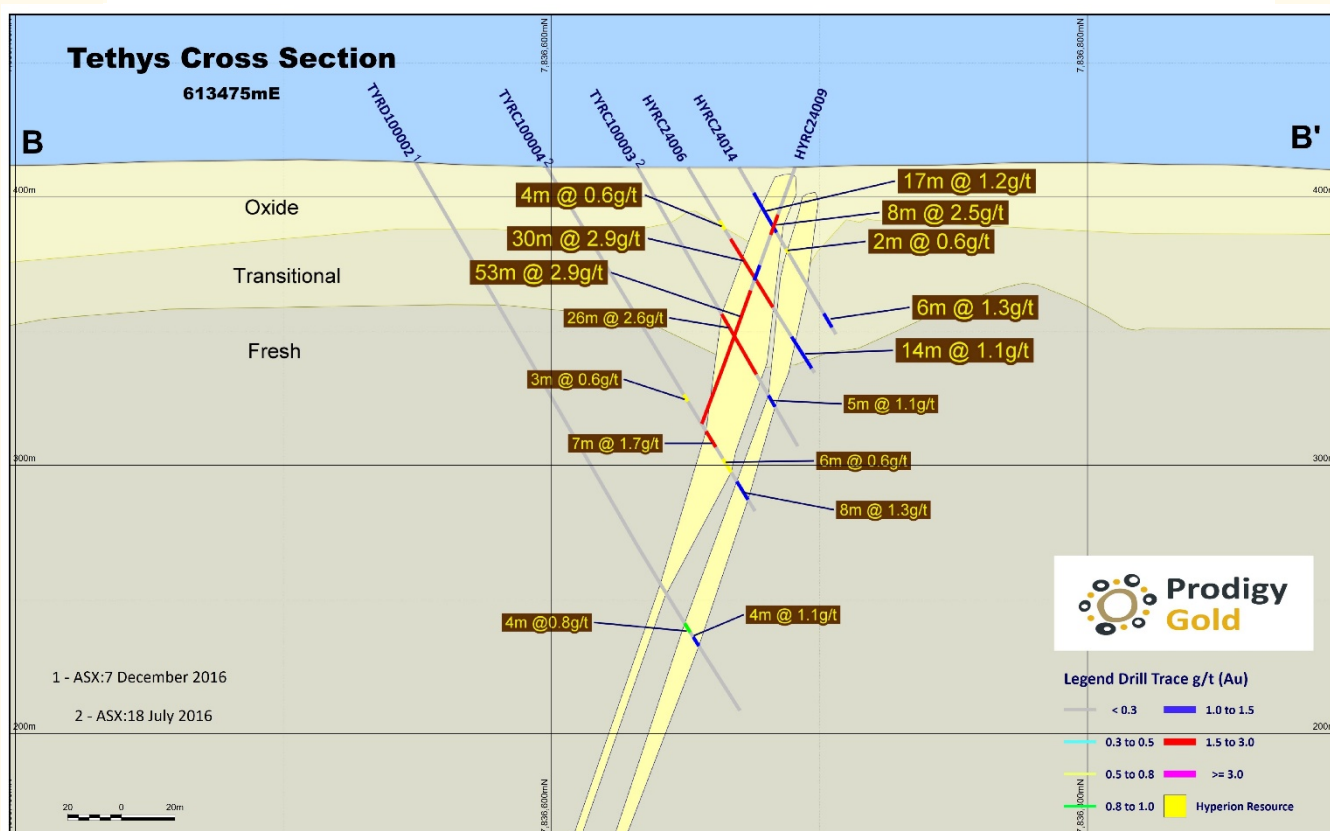 7,836,600mN
7,836,800mN
Tethys Cross Section
613475mE
TYRD100002 1
TYRC100004 2
TYRC100003 2
HYRC24006
HYRC24014
HYRC24009
B
B'
400m
400m
Oxide
4m @ 0.6g/t
17m @ 1.2g/t
8m @ 2.5g/t
30m @ 2.9g/t
2m @ 0.6g/t
Transitional
53m @ 2.9g/t
6m @ 1.3g/t
26m @ 2.6g/t
Fresh
14m @ 1.1g/t
3m @ 0.6g/t
5m @ 1.1g/t
7m @ 1.7g/t
6m @ 0.6g/t
300m
300m
8m @ 1.3g/t
4m @0.8g/t
4m @ 1.1g/t
Prodigy
Gold
1 - ASX:7 December 2016
2 - ASX:18 July 2016
Legend Drill Trace g/t (Au)
< 0.3
1.0 to 1.5
0.3 to 0.5
1.5 to 3.0
0.5 to 0.8
>= 3.0
0.8 to 1.0
Hyperion Resource
200m
200m
20 0 20m
7,836,600mN
7,836,800mN